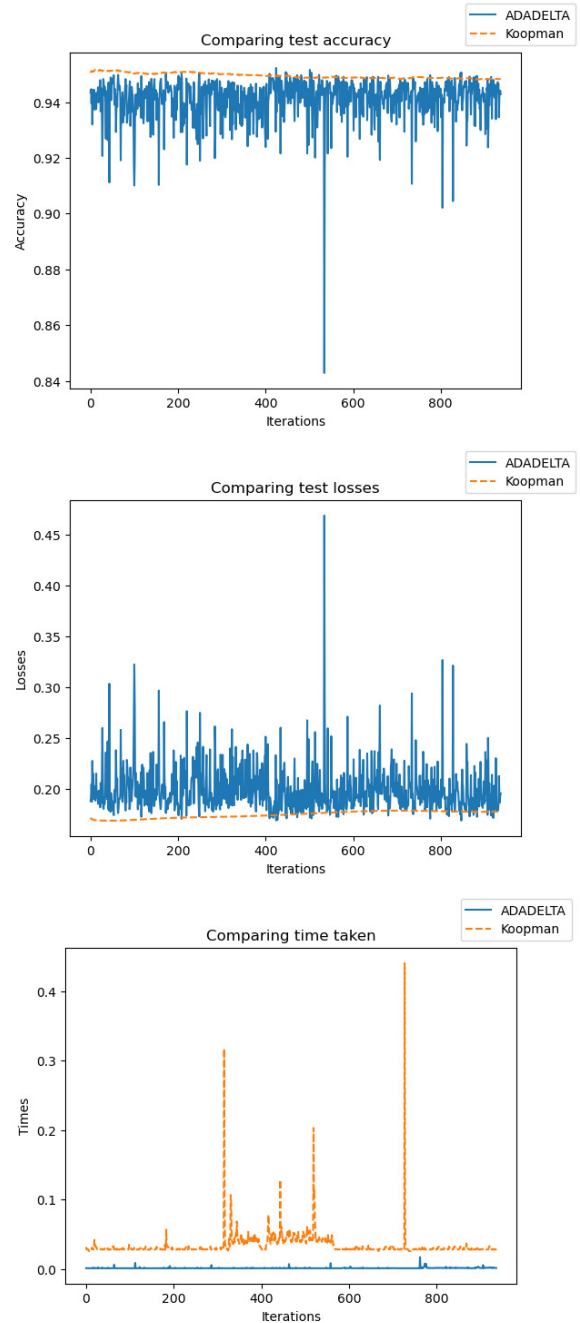 ADADELTA
Koopman
Comparing test accuracy
0.94
0.92
0.90
0.88
0.86
0.84
Accuracy
0 200 400 600 800
Iterations
ADADELTA
Koopman
Comparing test losses
0.45
0.40
0.35
0.30
0.25
0.20
Losses
0 200 400 600 800
Iterations
ADADELTA
Koopman
Comparing time taken
0.4
0.3
0.2
0.1
0.0
Times
0 200 400 600 800
Iterations